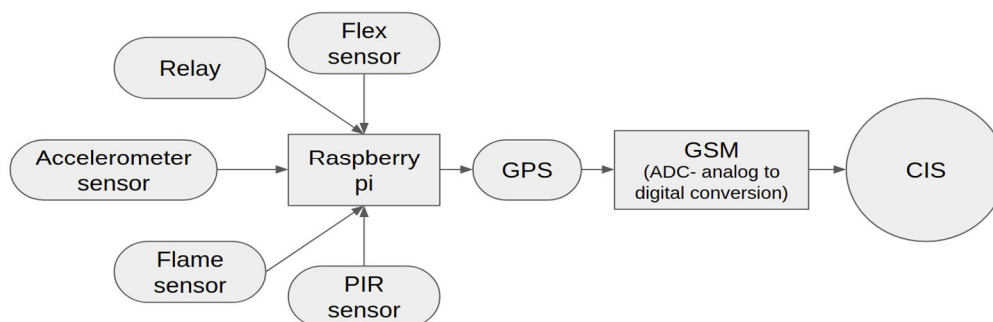 Flex
sensor
Relay
Accelerometer
sensor
Raspberry
pi
GPS
GSM
(ADC- analog to
digital conversion)
CIS
Flame
sensor
PIR
sensor